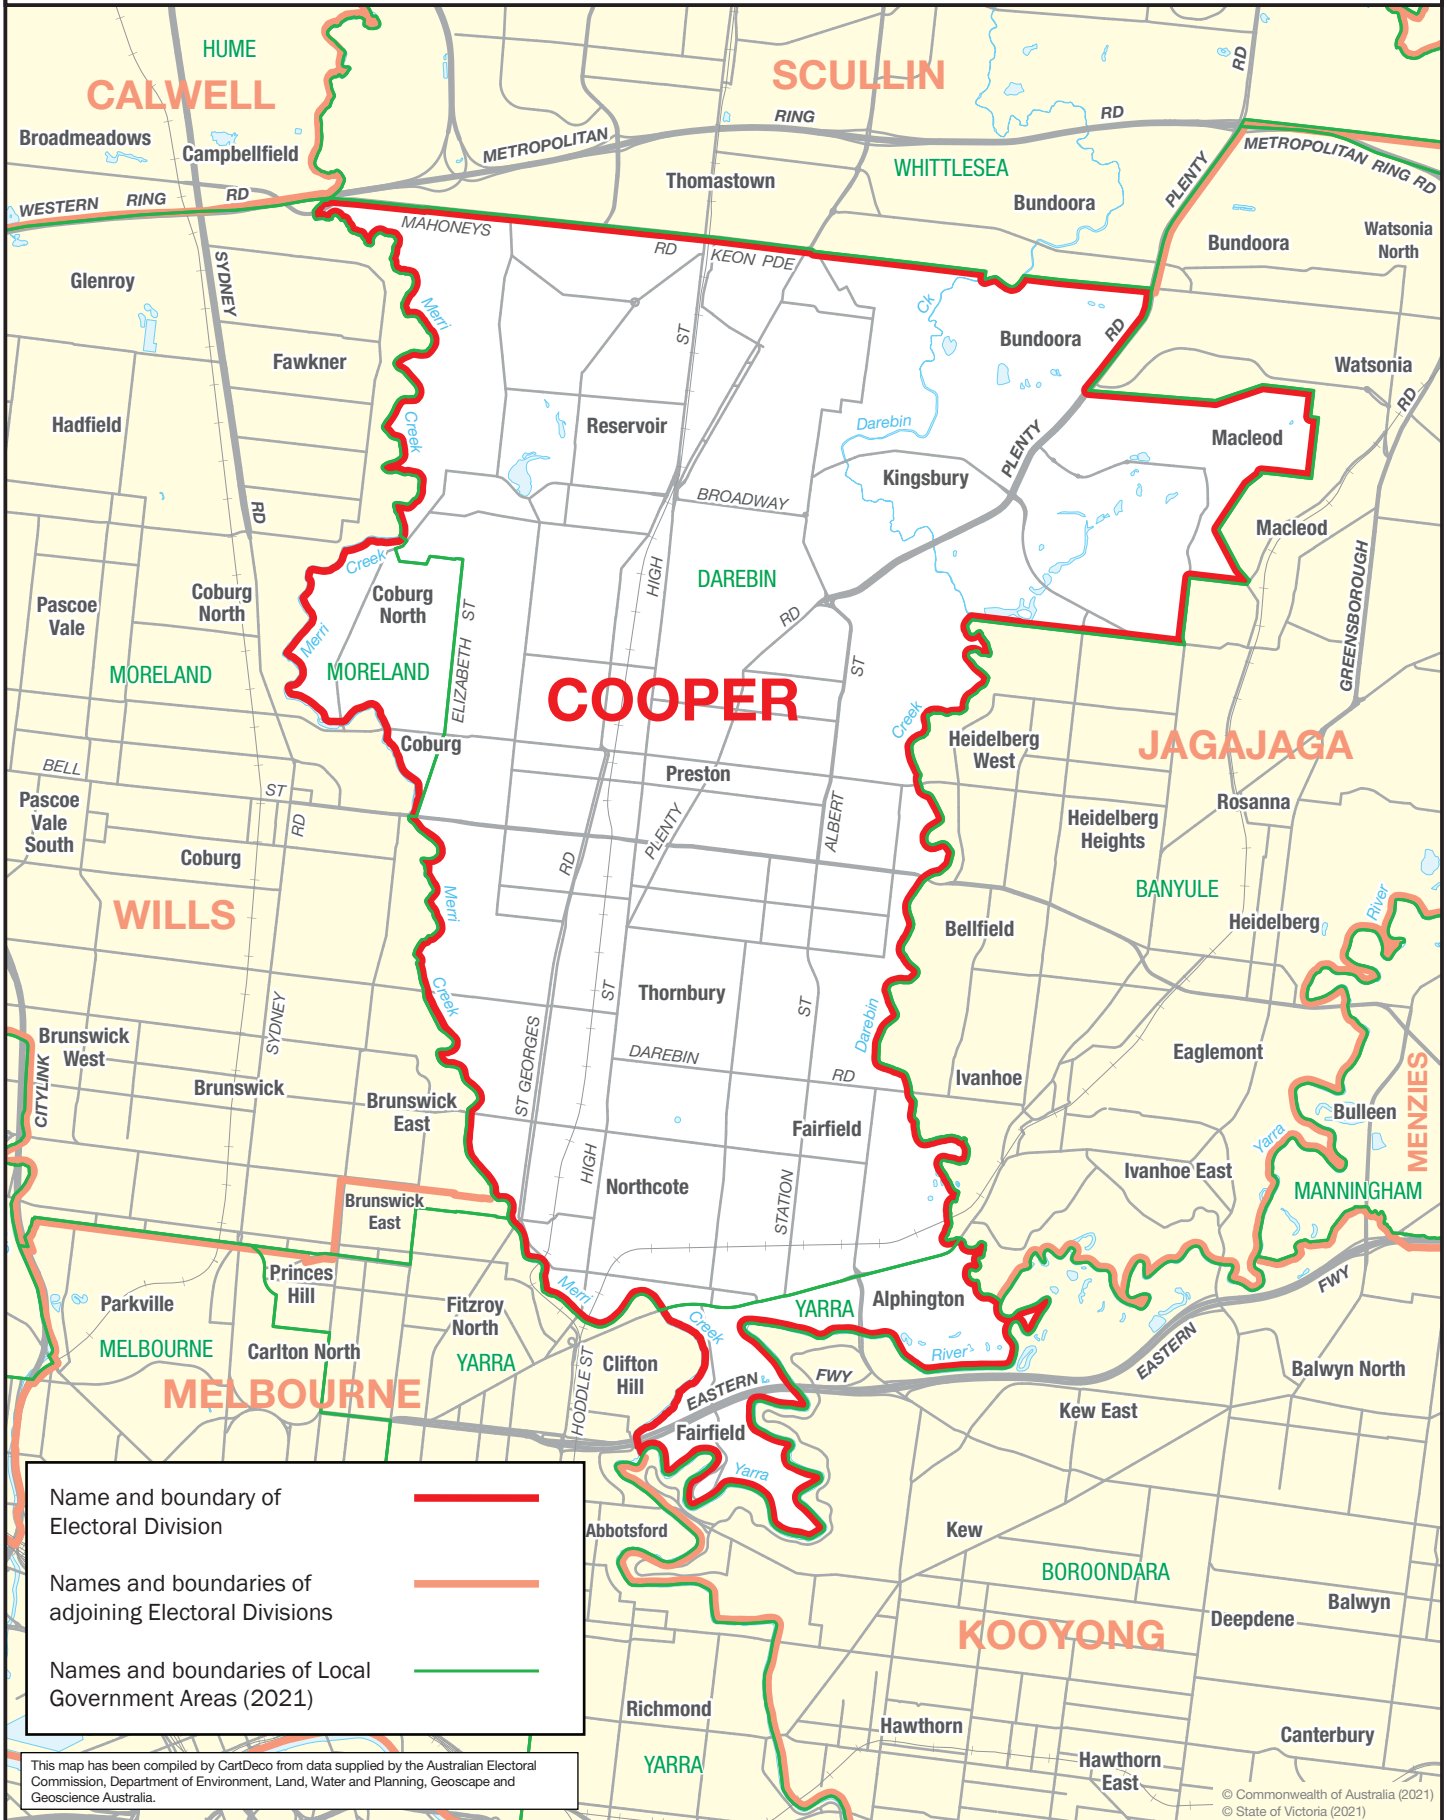 HUME
CALWELL
SCULLIN
RD
Broadmeadows
Campbellfield
METROPOLITAN
RING
RD
WHITTLESEA
METROPOLITAN RING RD
PLENTY
Thomastown
WESTERN
RING
RD
Bundoora
Watsonia
North
Bundoora
MAHONEYS
RD
KEON PDE
Glenroy
SYDNEY
Merri
Ck
ST
Bundoora
RD
Fawkner
Watsonia
RD
Hadfield
Creek
Reservoir
Darebin
Macleod
PLENTY
Kingsbury
BROADWAY
RD
Macleod
Creek
HIGH
DAREBIN
GREENSBOROUGH
Coburg
North
Coburg
North
Pascoe
Vale
ST
RD
Merri
MORELAND
MORELAND
ELIZABETH
COOPER
ST
Creek
Heidelberg
West
JAGAJAGA
Coburg
BELL
ST
Preston
Rosanna
Pascoe
Vale
South
RD
PLENTY
ALBERT
Heidelberg
Heights
Coburg
RD
BANYULE
WILLS
Merri
River
Bellfield
Heidelberg
Creek
ST
Thornbury
ST
Darebin
SYDNEY
Brunswick
West
ST GEORGES
DAREBIN
RD
Eaglemont
CITYLINK
Brunswick
Brunswick
East
Ivanhoe
MENZIES
Bulleen
Fairfield
Yarra
HIGH
Ivanhoe East
Northcote
STATION
MANNINGHAM
Brunswick
East
Princes
Hill
Merri
FWY
Parkville
Fitzroy
North
YARRA
Alphington
Creek
MELBOURNE
Carlton North
YARRA
HODDLE ST
Clifton
Hill
River
EASTERN
Balwyn North
MELBOURNE
EASTERN
FWY
Kew East
Fairfield
Yarra
Name and boundary of
Electoral Division
Abbotsford
Kew
Names and boundaries of
adjoining Electoral Divisions
BOROONDARA
Balwyn
Deepdene
KOOYONG
Names and boundaries of Local
Government Areas (2021)
Richmond
Hawthorn
Canterbury
YARRA
Hawthorn
East
This map has been compiled by CartDeco from data supplied by the Australian Electoral
Commission, Department of Environment, Land, Water and Planning, Geoscape and
Geoscience Australia.
© Commonwealth of Australia (2021)
© State of Victoria (2021)